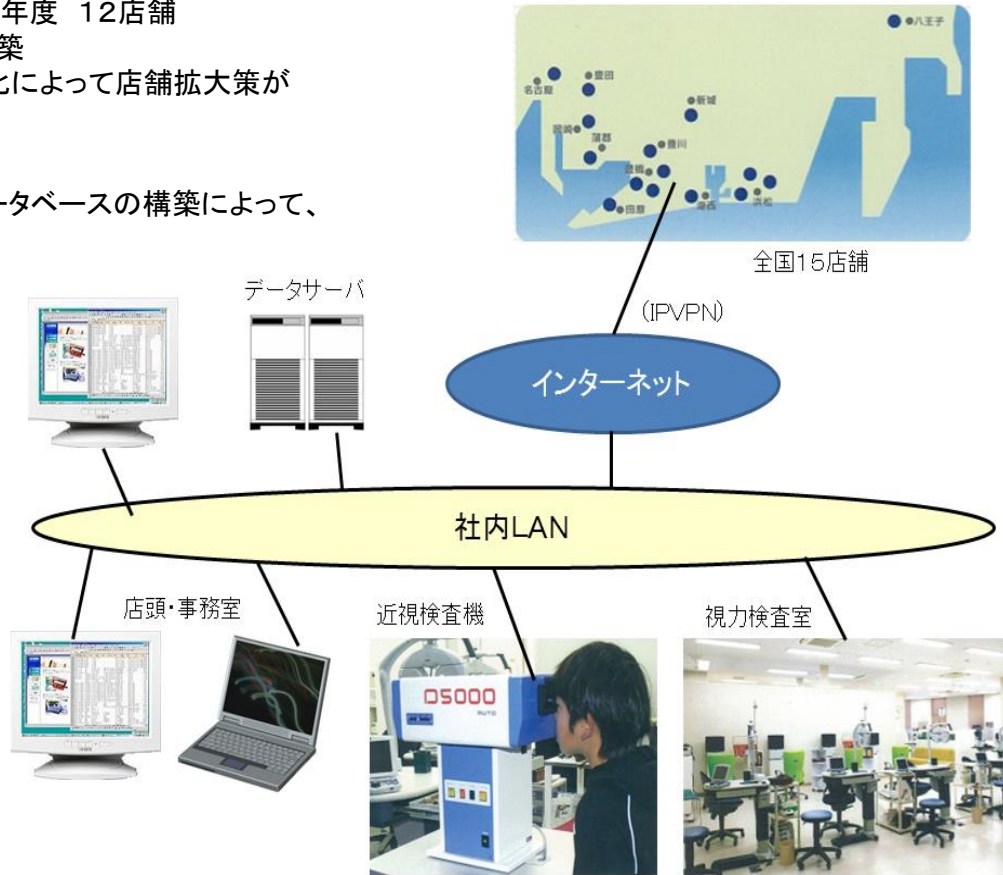 年度 12店舗
築
化によって店舗拡大策が
ータベースの構築によって、
八王子
豊田
名古屋
新城
岡崎
蒲郡
豊川
豊橋
田原
湖西
浜松
全国15店舗
(IPVPN)
データサーバ
インターネット
社内LAN
店頭・事務室
近視検査機
視力検査室
D5000
AUTO